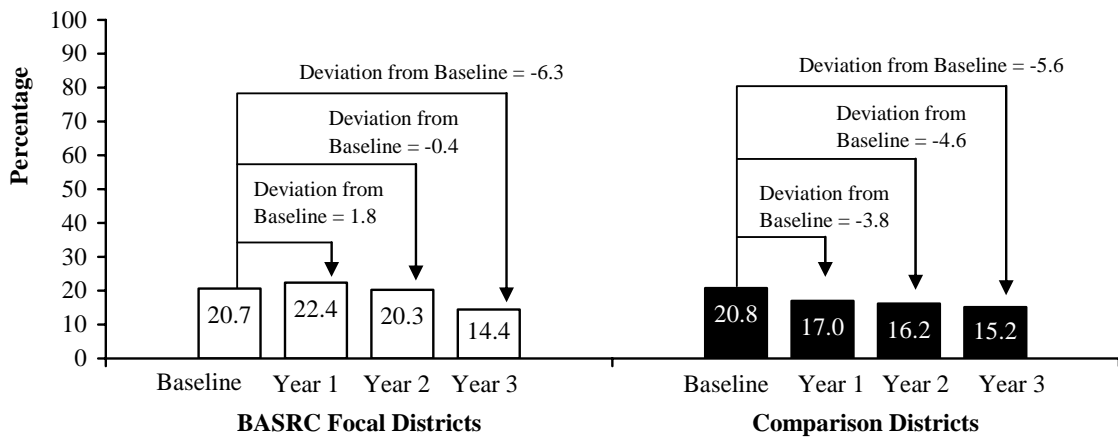 100
90
80
70
60
50
40
30
20
10
0
Percentage
Deviation from Baseline = -6.3
Deviation from
Baseline = -0.4
Deviation from
Baseline = 1.8
20.7
22.4
20.3
14.4
Baseline
Year 1
Year 2
Year 3
BASRC Focal Districts
Deviation from Baseline = -5.6
Deviation from
Baseline = -4.6
Deviation from
Baseline = -3.8
20.8
17.0
16.2
15.2
Baseline
Year 1
Year 2
Year 3
Comparison Districts